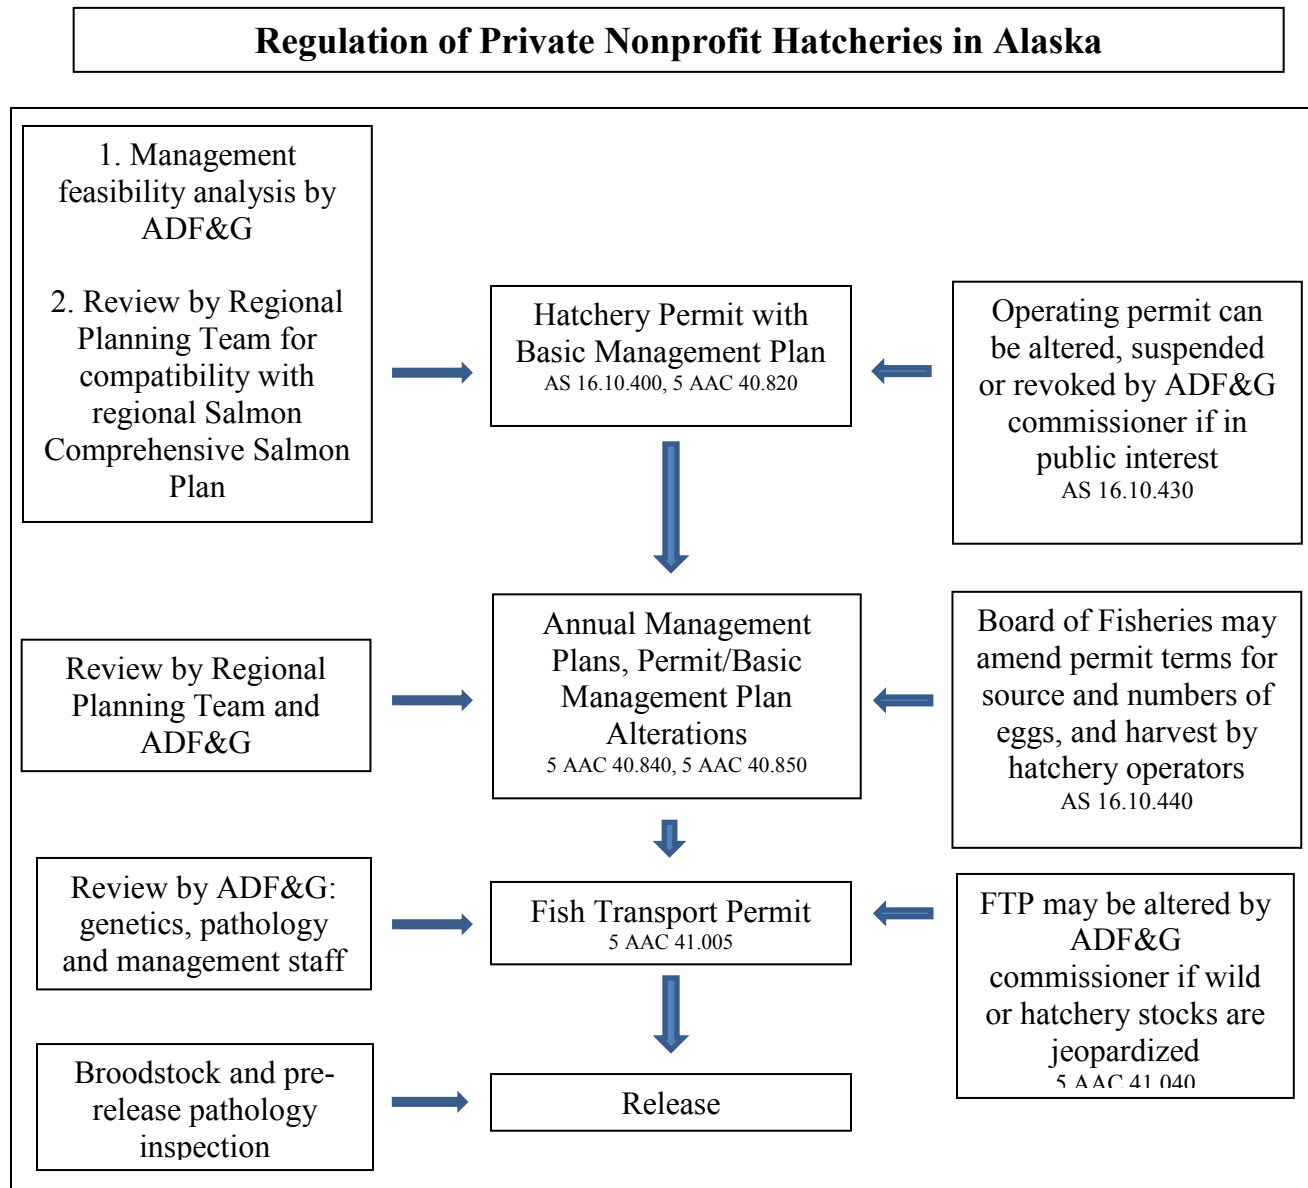 Regulation of Private Nonprofit Hatcheries in Alaska
1. Management
feasibility analysis by
ADF&G
2. Review by Regional
Planning Team for
compatibility with
regional Salmon
Comprehensive Salmon
Plan
Hatchery Permit with
Basic Management Plan
AS 16.10.400, 5 AAC 40.820
Operating permit can
be altered, suspended
or revoked by ADF&G
commissioner if in
public interest
AS 16.10.430
Review by Regional
Planning Team and
ADF&G
Annual Management
Plans, Permit/Basic
Management Plan
Alterations
5 AAC 40.840, 5 AAC 40.850
Board of Fisheries may
amend permit terms for
source and numbers of
eggs, and harvest by
hatchery operators
AS 16.10.440
Review by ADF&G:
genetics, pathology
and management staff
Fish Transport Permit
5 AAC 41.005
FTP may be altered by
ADF&G
commissioner if wild
or hatchery stocks are
jeopardized
5 AAC 41.040
Broodstock and pre-
release pathology
inspection
Release